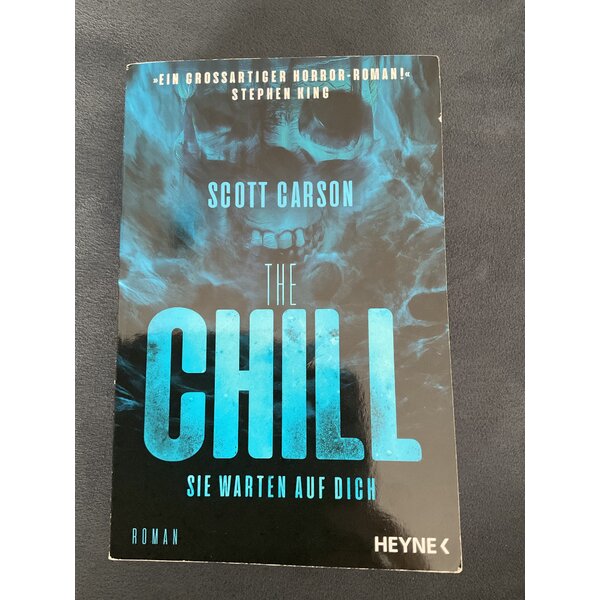 »EIN GROSSARTIGER HORROR-ROMAN!«
STEPHEN KING
SCOTT CARSON
THE
CHILL
SIE WARTEN AUF DICH
ROMAN
HEYNE<